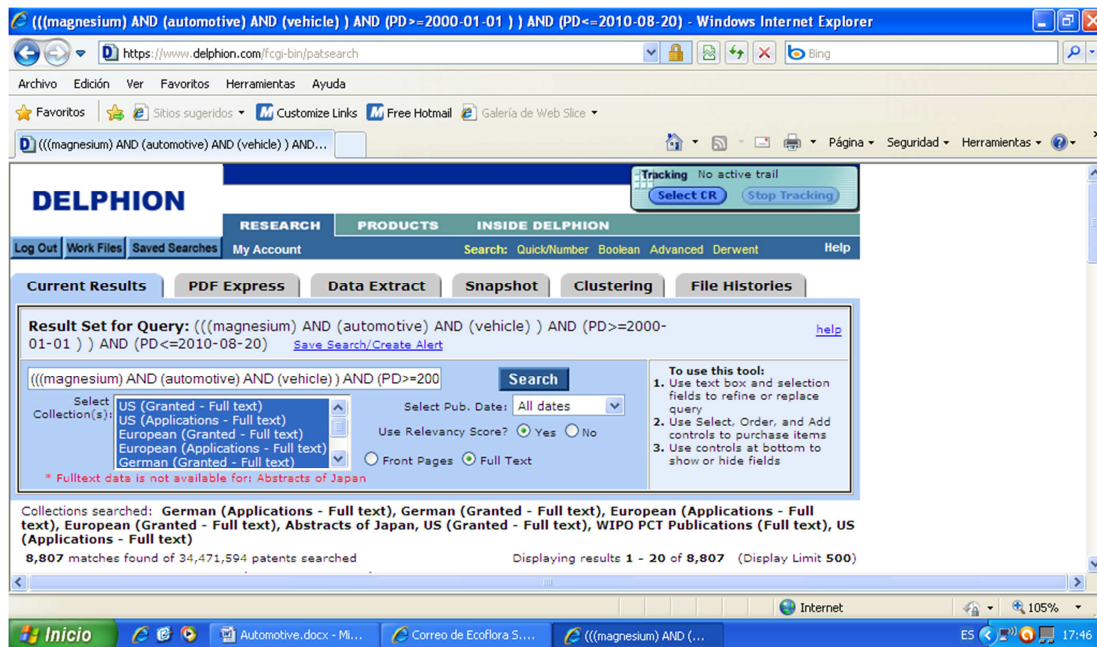 (((magnesium) AND (automotive) AND (vehicle) ) AND (PD>=2000-01-01 ) ) AND (PD<=2010-08-20) - Windows Internet Explorer
https://www.delphion.com/fcgi-bin/patsearch
Bing
Archivo Edición Ver Favoritos Herramientas Ayuda
Favoritos Sitios sugeridos Customize Links Free Hotmail Galería de Web Slice
(((magnesium) AND (automotive) AND (vehicle) ) AND... Página Seguridad Herramientas
Tracking No active trail
Select CR Stop Tracking
DELPHION
RESEARCH PRODUCTS INSIDE DELPHION
Log Out Work Files Saved Searches My Account Search: Quick/Number Boolean Advanced Derwent Help
Current Results PDF Express Data Extract Snapshot Clustering File Histories
Result Set for Query: (((magnesium) AND (automotive) AND (vehicle) ) AND (PD>=2000-
01-01 ) ) AND (PD<=2010-08-20) Save Search/Create Alert help
(((magnesium) AND (automotive) AND (vehicle) ) AND (PD>=200 Search
Select Collection(s):
US (Granted - Full text)
US (Applications - Full text)
European (Granted - Full text)
European (Applications - Full text)
German (Granted - Full text)
Select Pub. Date: All dates
Use Relevancy Score? Yes No
Front Pages Full Text
* Fulltext data is not available for: Abstracts of Japan
To use this tool:
1. Use text box and selection
fields to refine or replace
query
2. Use Select, Order, and Add
controls to purchase items
3. Use controls at bottom to
show or hide fields
Collections searched: German (Applications - Full text), German (Granted - Full text), European (Applications - Full
text), European (Granted - Full text), Abstracts of Japan, US (Granted - Full text), WIPO PCT Publications (Full text), US
(Applications - Full text)
8,807 matches found of 34,471,594 patents searched Displaying results 1 - 20 of 8,807 (Display Limit 500)
Internet 105%
Inicio Automotive.docx - Mi... Correo de Ecoflora S.... (((magnesium) AND (... ES 17:46